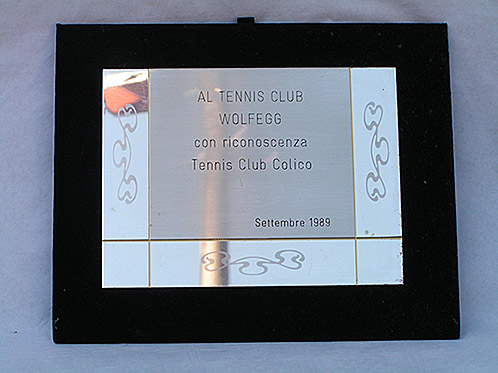 AL TENNIS CLUB
WOLFEGG
con riconoscenza
Tennis Club Colico
Settembre 1989